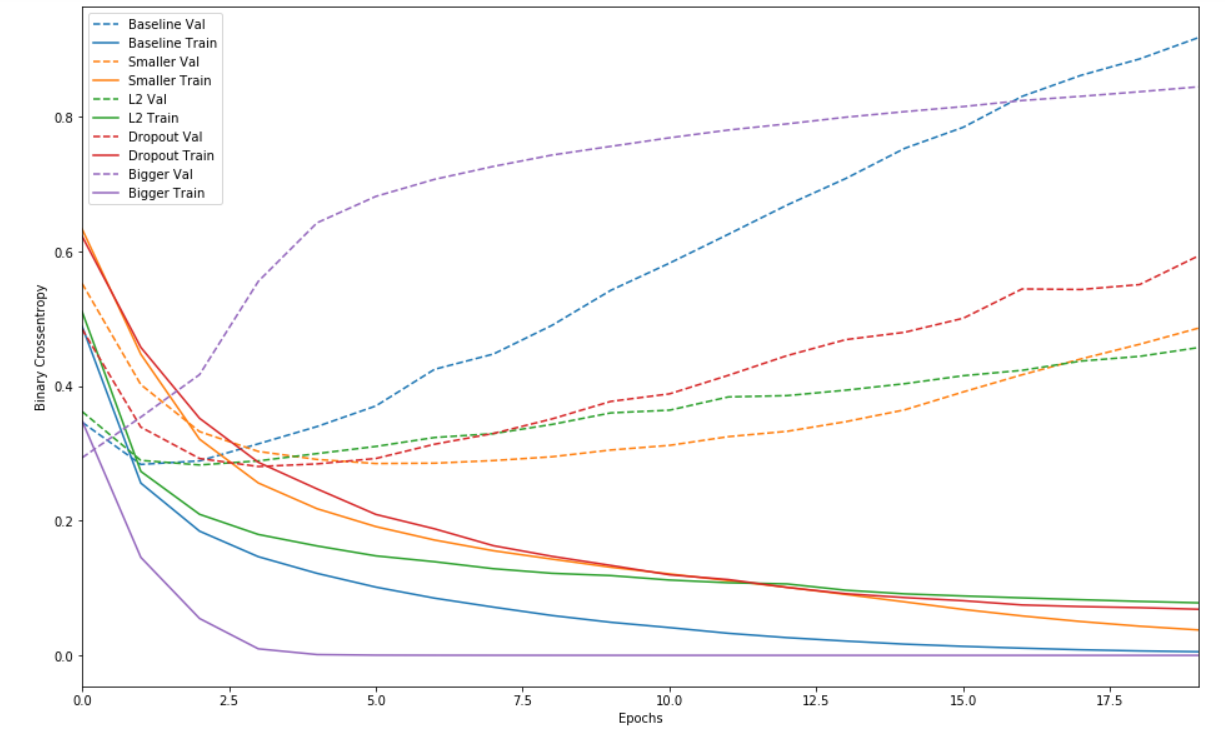 Baseline Val
Baseline Train
Smaller Val
Smaller Train
L2 Val
L2 Train
Dropout Val
Dropout Train
Bigger Val
Bigger Train
Binary Crossentropy
0.8
0.6
0.4
0.2
0.0
0.0 2.5 5.0 7.5 10.0 12.5 15.0 17.5
Epochs